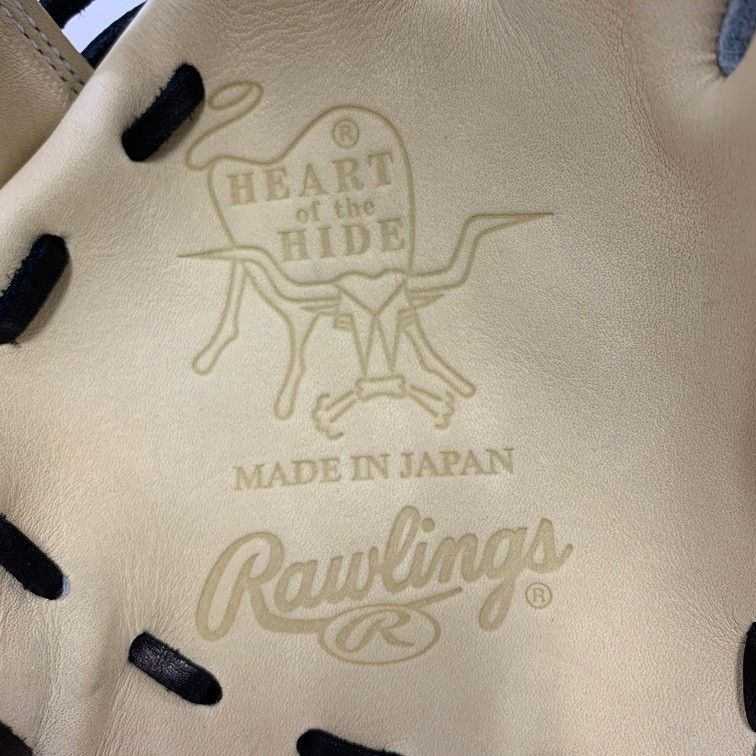 ®
HEART
of the
HIDE
MADE IN JAPAN
Rawlings®
R